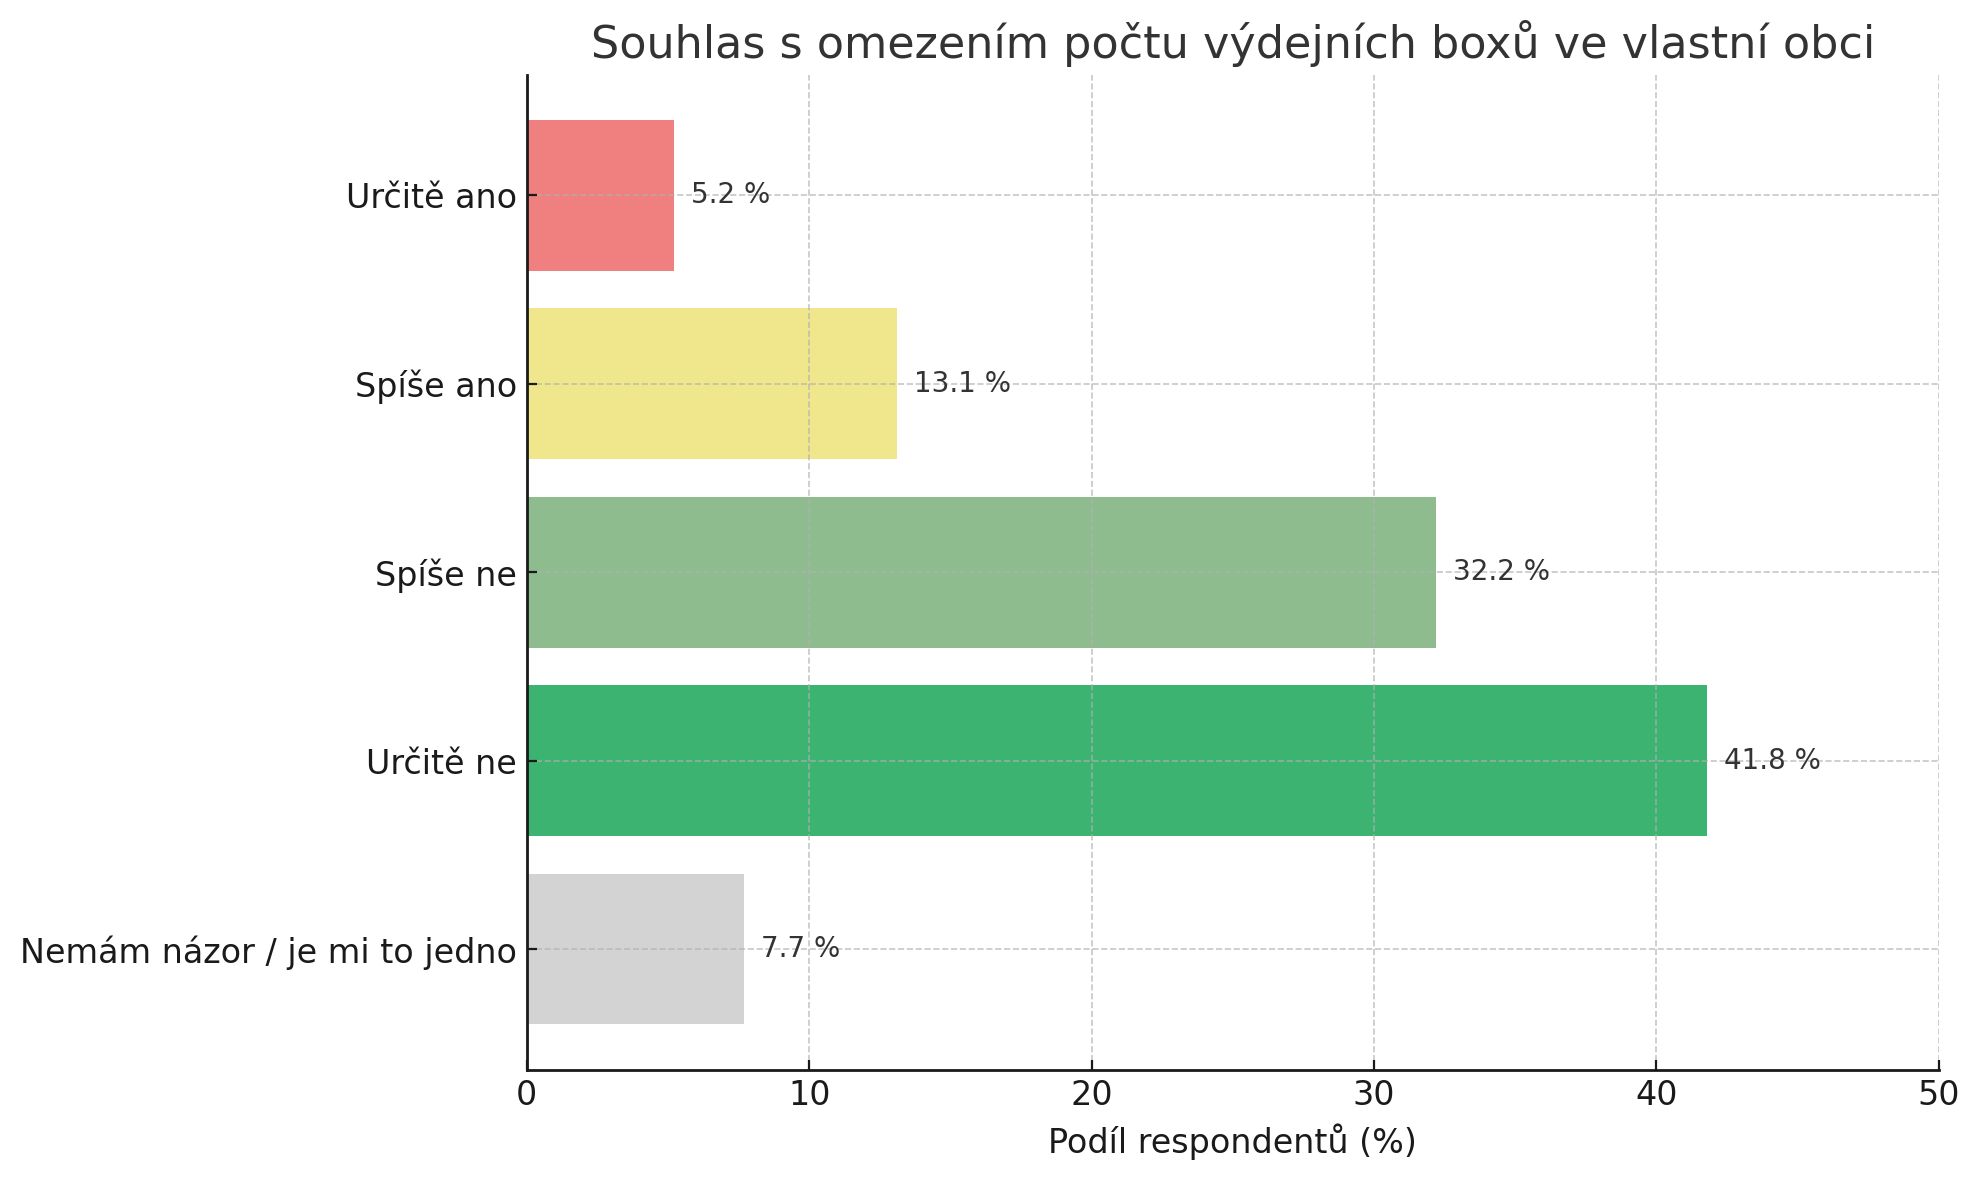 Souhlas s omezením počtu výdejních boxů ve vlastní obci
Určitě ano
5.2 %
Spíše ano
13.1 %
Spíše ne
32.2 %
Určitě ne
41.8 %
Nemám názor / je mi to jedno
7.7 %
0 10 20 30 40 50
Podíl respondentů (%)